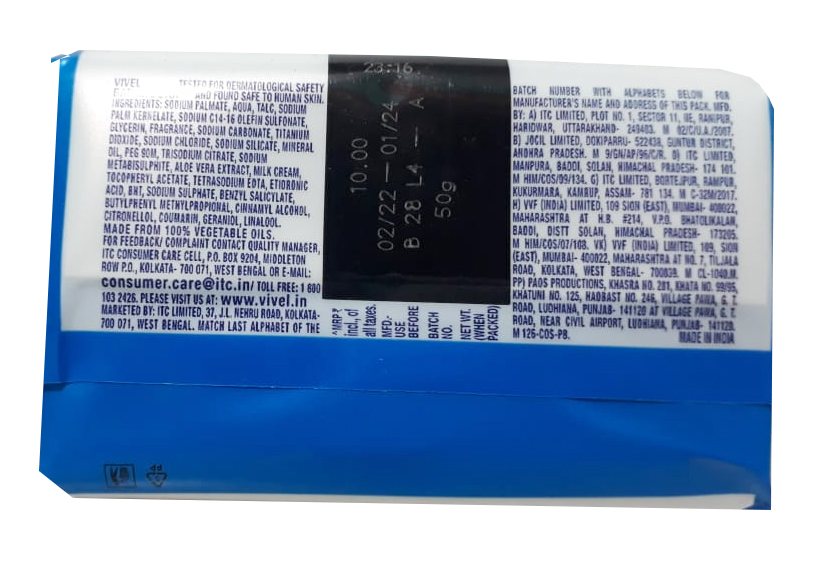 VIVEL TESTED FOR DERMATOLOGICAL SAFETY
AND FOUND SAFE TO HUMAN SKIN.
INGREDIENTS: SODIUM PALMATE, AQUA, TALC, SODIUM
PALM KERNELATE, SODIUM C14-16 OLEFIN SULFONATE,
GLYCERIN, FRAGRANCE, SODIUM CARBONATE, TITANIUM
DIOXIDE, SODIUM CHLORIDE, SODIUM SILICATE, MINERAL
OIL, PEG 90M, TRISODIUM CITRATE, SODIUM
METABISULPHITE, ALOE VERA EXTRACT, MILK CREAM,
TOCOPHERYL ACETATE, TETRASODIUM EDTA, ETIDRONIC
ACID, BHT, SODIUM SULPHATE, BENZYL SALICYLATE,
BUTYLPHENYL METHYLPROPIONAL, CINNAMYL ALCOHOL,
CITRONELLOL, COUMARIN, GERANIOL, LINALOOL.
MADE FROM 100% VEGETABLE OILS.
FOR FEEDBACK/ COMPLAINT CONTACT QUALITY MANAGER,
ITC CONSUMER CARE CELL, P.O. BOX 9204, MIDDLETON
ROW P.O., KOLKATA- 700 071, WEST BENGAL OR E-MAIL:
consumer.care@itc.in/ TOLL FREE: 1 800
103 2426. PLEASE VISIT US AT: www.vivel.in
MARKETED BY: ITC LIMITED, 37, J.L. NEHRU ROAD, KOLKATA-
700 071, WEST BENGAL. MATCH LAST ALPHABET OF THE
23:16
10.00
02/22 — 01/24
B 28 L4 — A
50g
*MRP ₹
incl., of
all taxes.
MFD.-
USE
BEFORE
BATCH
NO.
NET WT.
(WHEN
PACKED)
BATCH NUMBER WITH ALPHABETS BELOW FOR
MANUFACTURER'S NAME AND ADDRESS OF THIS PACK. MFD.
BY: A) ITC LIMITED, PLOT NO. 1, SECTOR 11, IIE, RANIPUR,
HARIDWAR, UTTARAKHAND- 249403. M 02/C/U.A./2007.
B) JOCIL LIMITED, DOKIPARRU- 522438, GUNTUR DISTRICT,
ANDHRA PRADESH. M 9/GN/AP/96/C/R. D) ITC LIMITED,
MANPURA, BADDI, SOLAN, HIMACHAL PRADESH- 174 101.
M HIM/COS/09/134. G) ITC LIMITED, BORTEJPUR, RAMPUR,
KUKURMARA, KAMRUP, ASSAM- 781 134. M C-32M/2017.
H) VVF (INDIA) LIMITED, 109 SION (EAST), MUMBAI- 400022,
MAHARASHTRA AT H.B. #214, V.P.O. BHATOLIKALAN,
BADDI, DISTT SOLAN, HIMACHAL PRADESH- 173205.
M HIM/COS/07/103. VK) VVF (INDIA) LIMITED, 109, SION
(EAST), MUMBAI- 400022, MAHARASHTRA AT NO. 7, TILJALA
ROAD, KOLKATA, WEST BENGAL- 700039. M CL-1040.M.
PP) PAOS PRODUCTIONS, KHASRA NO. 281, KHATA NO. 99/95,
KHATUNI NO. 125, HADBAST NO. 246, VILLAGE PAWA, G. T.
ROAD, LUDHIANA, PUNJAB- 141120 AT VILLAGE PAWA, G. T.
ROAD, NEAR CIVIL AIRPORT, LUDHIANA, PUNJAB- 141120.
M 126-COS-PB. MADE IN INDIA